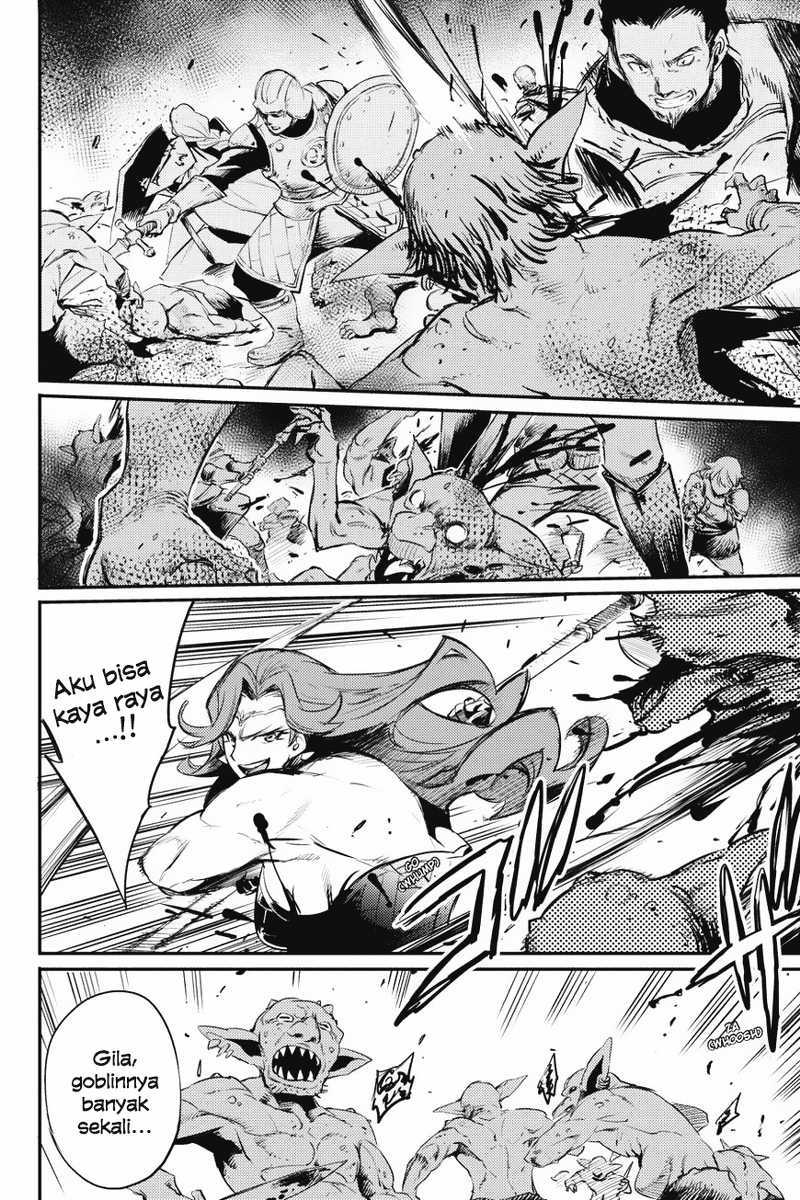 Aku bisa
kaya raya
...!!
GO
(WHUMP)
ZA
(WHOOSH)
Gila,
goblinnya
banyak
sekali...